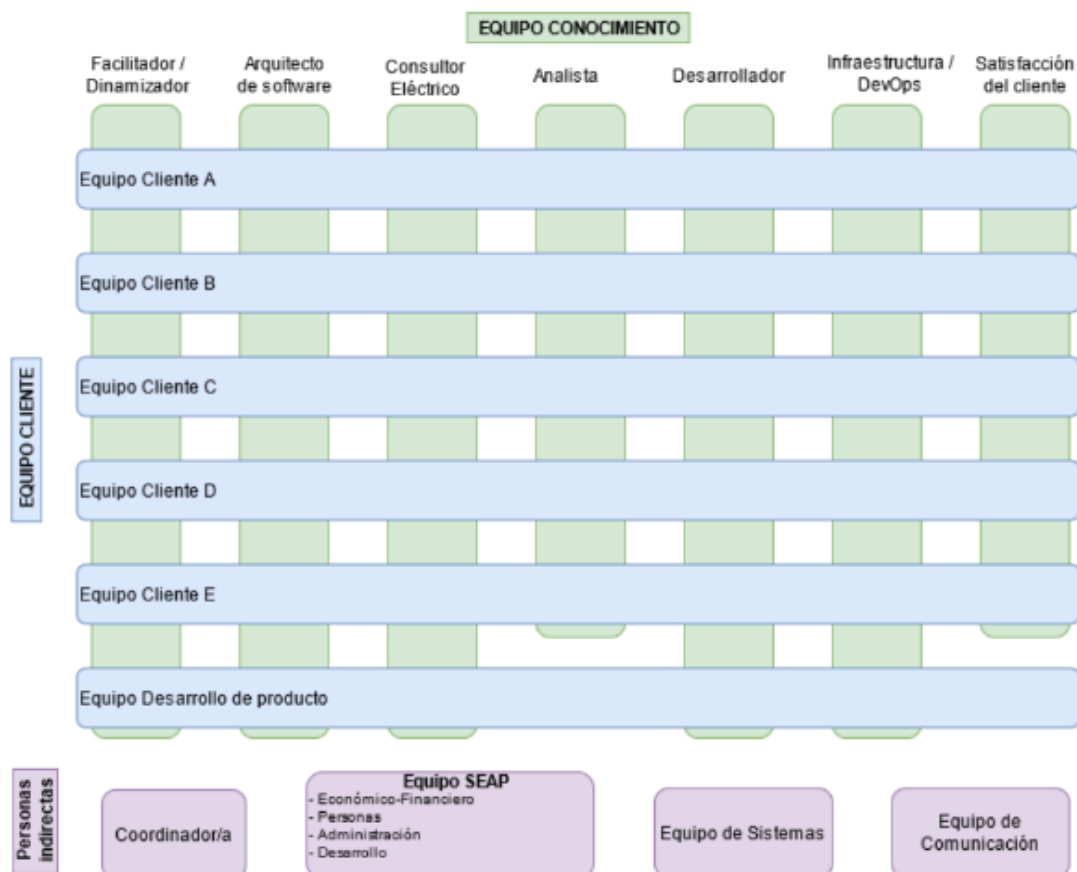 EQUIPO CONOCIMIENTO
Facilitador /
Dinamizador
Arquitecto
de software
Consultor
Eléctrico
Analista
Desarrollador
Infraestructura /
DevOps
Satisfacción
del cliente
EQUIPO CLIENTE
Equipo Cliente A
Equipo Cliente B
Equipo Cliente C
Equipo Cliente D
Equipo Cliente E
Equipo Desarrollo de producto
Personas
indirectas
Coordinador/a
Equipo SEAP
- Económico-Financiero
- Personas
- Administración
- Desarrollo
Equipo de Sistemas
Equipo de
Comunicación